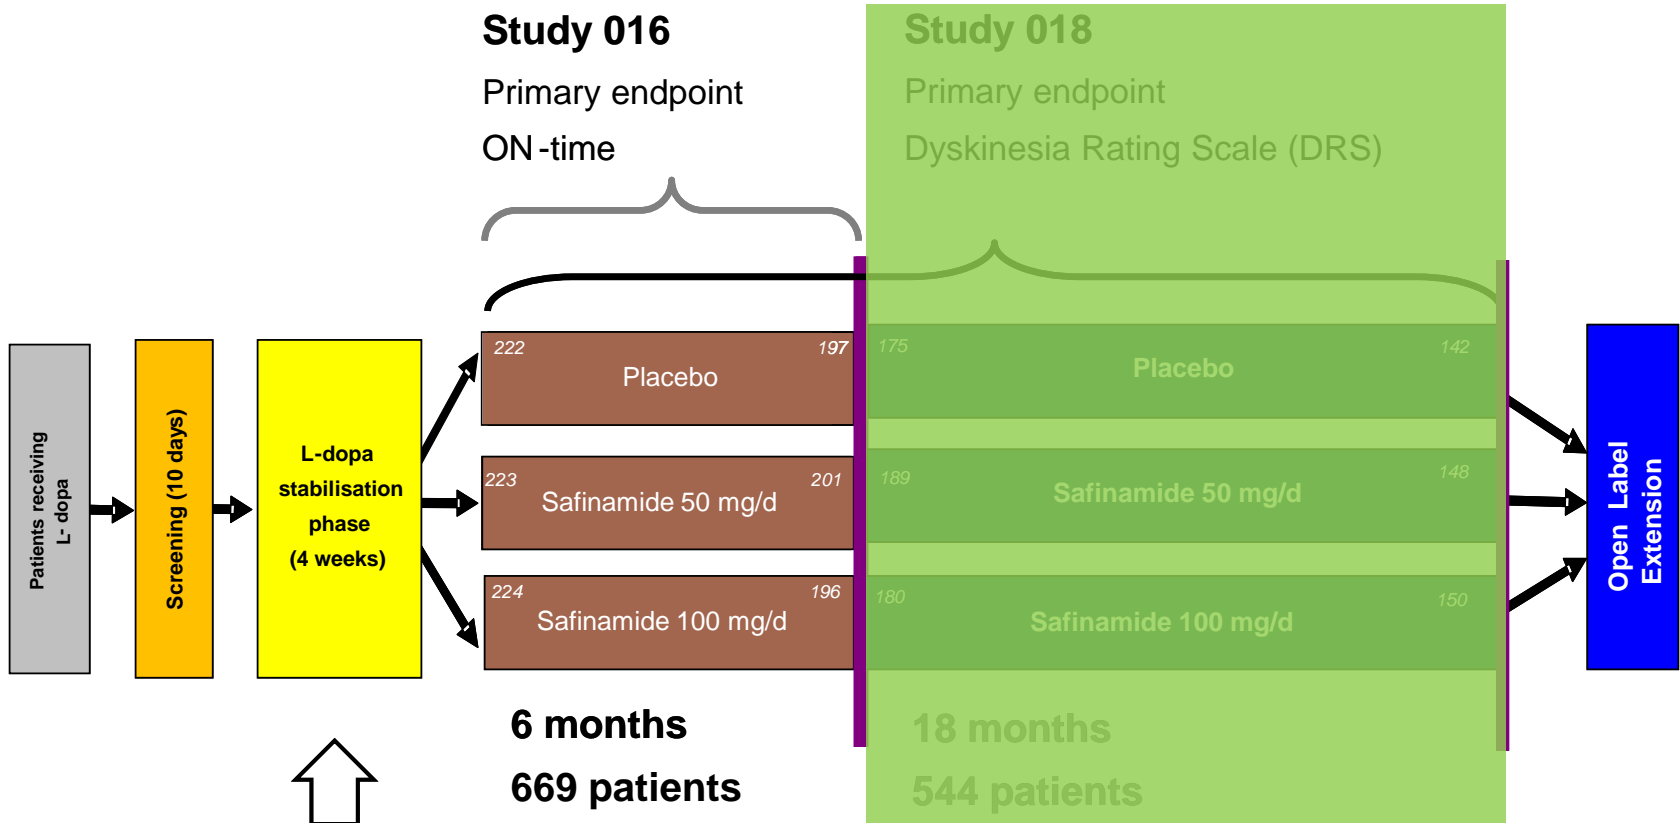 Study 016
Primary endpoint
ON-time
Study 018
Primary endpoint
Dyskinesia Rating Scale (DRS)
Patients receiving
L- dopa
Screening (10 days)
L-dopa
stabilisation
phase
(4 weeks)
222 197
Placebo
175 142
Placebo
223 201
Safinamide 50 mg/d
189 148
Safinamide 50 mg/d
224 196
Safinamide 100 mg/d
180 150
Safinamide 100 mg/d
Open Label
Extension
6 months
669 patients
18 months
544 patients